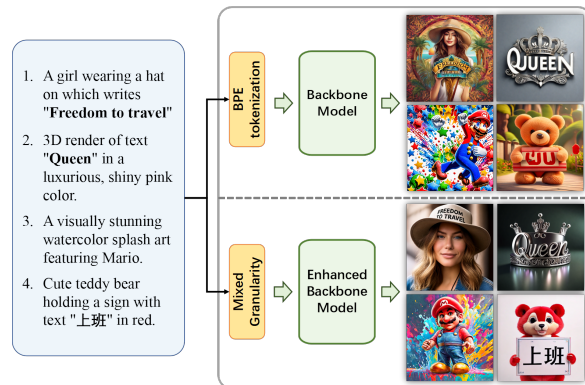 1. A girl wearing a hat
on which writes
"Freedom to travel"
2. 3D render of text
"Queen" in a
luxurious, shiny pink
color.
3. A visually stunning
watercolor splash art
featuring Mario.
4. Cute teddy bear
holding a sign with
text "上班" in red.
BPE
tokenization
Backbone
Model
QUEEN
Mixed
Granularity
Enhanced
Backbone
Model
FREEDOM
TO TRAVEL
Queen
上班